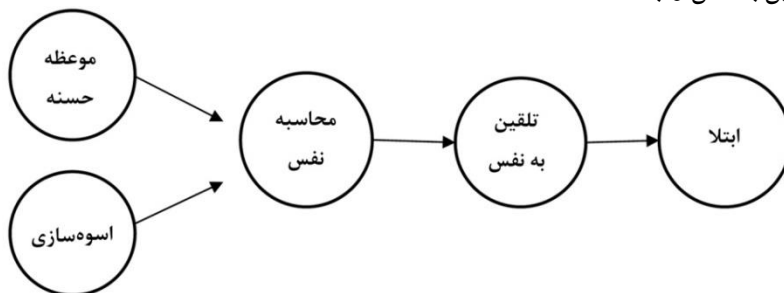 موعظه
حسنه
اسوه‌سازی
محاسبه
نفس
تلقین
به نفس
ابتلا